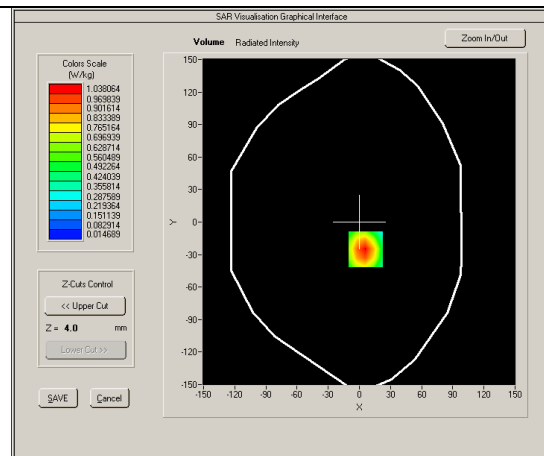 SAR Visualisation Graphical Interface
Volume Radiated Intensity
Zoom In/Out
Colors Scale
(W/kg)
1.038064
0.969839
0.901614
0.833389
0.765164
0.696939
0.628714
0.560489
0.492264
0.424039
0.355814
0.287589
0.219364
0.151139
0.082914
0.014689
Z-Cuts Control
<< Upper Cut
Z = 4.0 mm
Lower Cut >>
SAVE Cancel
150
120
90
60
30
0
-30
-60
-90
-120
-150
Y
-150 -120 -90 -60 -30 0 30 60 90 120 150
X